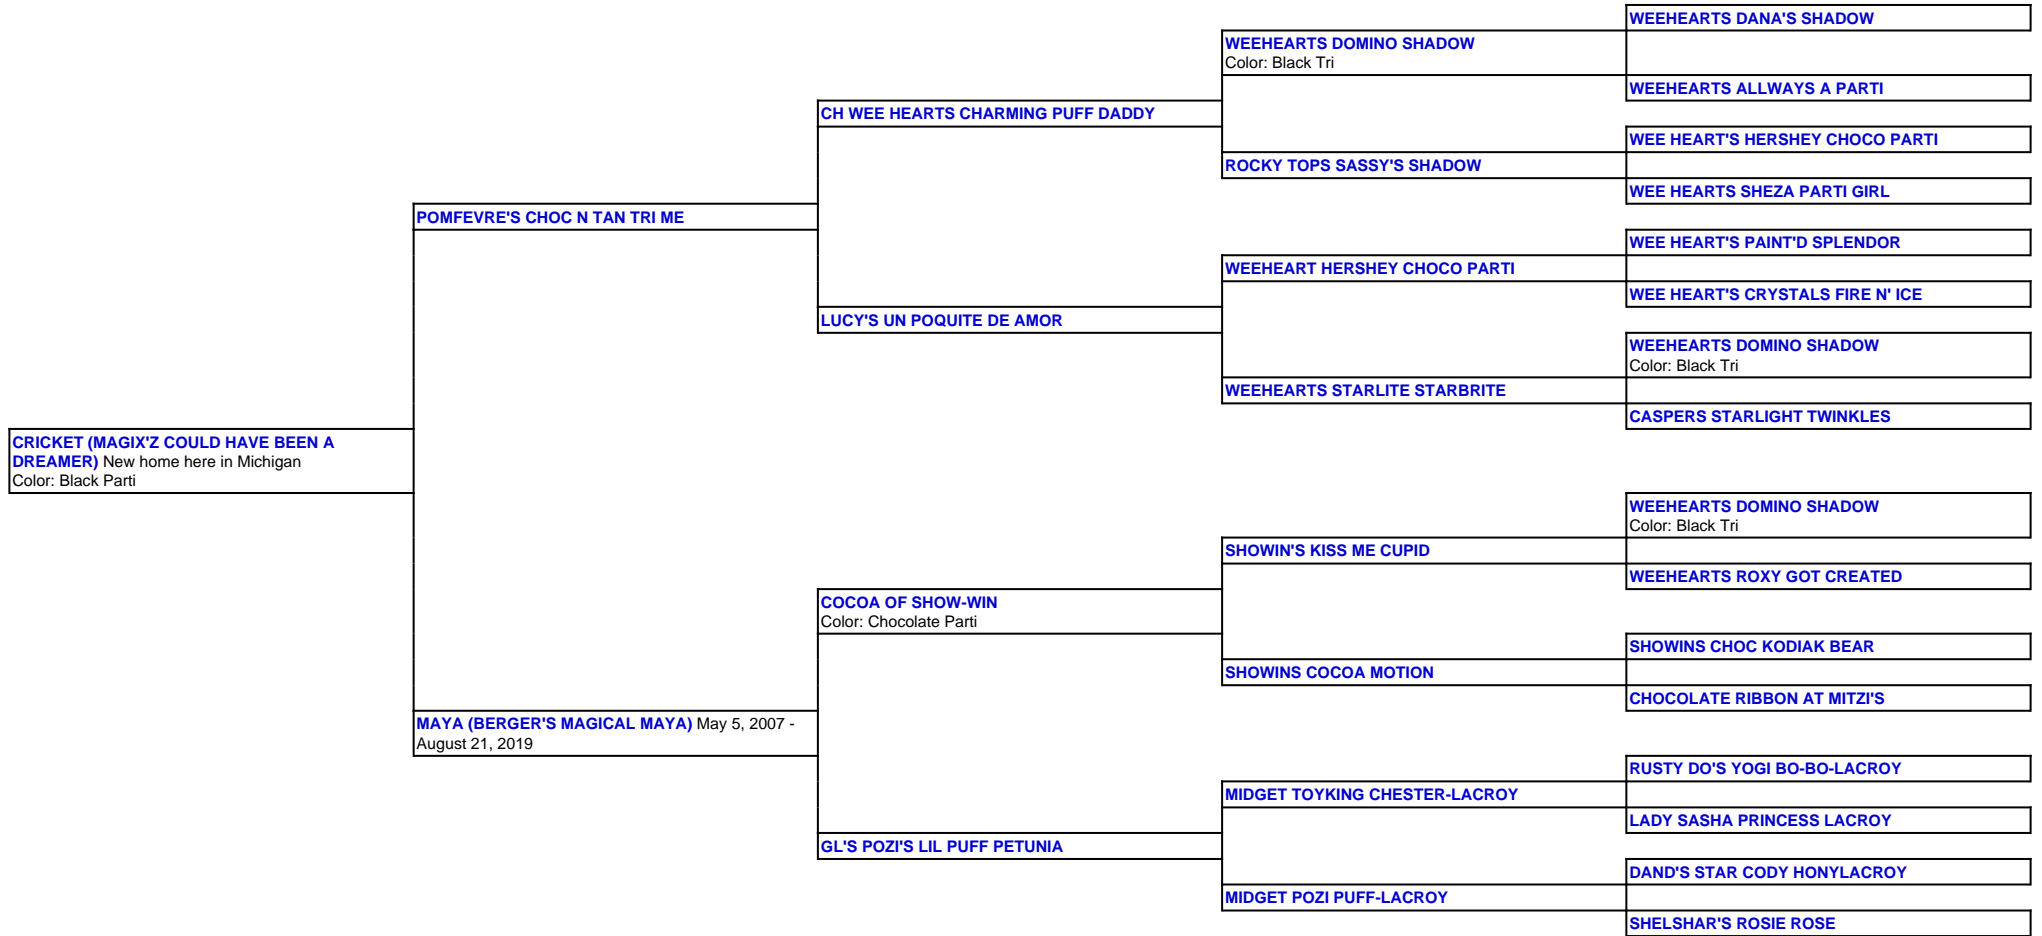 WEEHEARTS DANA'S SHADOW
WEEHEARTS DOMINO SHADOW
Color: Black Tri
WEEHEARTS ALLWAYS A PARTI
CH WEE HEARTS CHARMING PUFF DADDY
WEE HEART'S HERSHEY CHOCO PARTI
ROCKY TOPS SASSY'S SHADOW
WEE HEARTS SHEZA PARTI GIRL
POMFEVRE'S CHOC N TAN TRI ME
WEE HEART'S PAINT'D SPLENDOR
WEEHEART HERSHEY CHOCO PARTI
WEE HEART'S CRYSTALS FIRE N' ICE
LUCY'S UN POQUITE DE AMOR
WEEHEARTS DOMINO SHADOW
Color: Black Tri
WEEHEARTS STARLITE STARBRITE
CASPERS STARLIGHT TWINKLES
CRICKET (MAGIX'Z COULD HAVE BEEN A
DREAMER) New home here in Michigan
Color: Black Parti
WEEHEARTS DOMINO SHADOW
Color: Black Tri
SHOWIN'S KISS ME CUPID
WEEHEARTS ROXY GOT CREATED
COCOA OF SHOW-WIN
Color: Chocolate Parti
SHOWINS CHOC KODIAK BEAR
SHOWINS COCOA MOTION
CHOCOLATE RIBBON AT MITZI'S
MAYA (BERGER'S MAGICAL MAYA) May 5, 2007 -
August 21, 2019
RUSTY DO'S YOGI BO-BO-LACROY
MIDGET TOYKING CHESTER-LACROY
LADY SASHA PRINCESS LACROY
GL'S POZI'S LIL PUFF PETUNIA
DAND'S STAR CODY HONYLACROY
MIDGET POZI PUFF-LACROY
SHELSHAR'S ROSIE ROSE